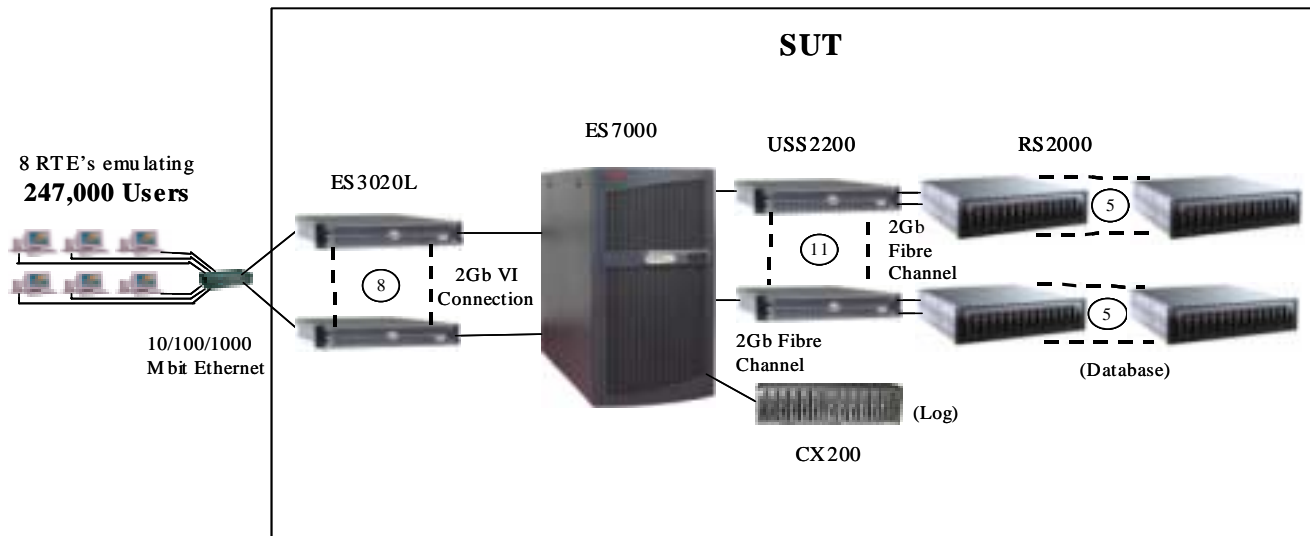 SUT
8 RTE's emulating
247,000 Users
10/100/1000
Mbit Ethernet
ES3020L
8
2Gb VI
Connection
ES7000
USS2200
11
2Gb
Fibre
Channel
2Gb Fibre
Channel
RS2000
5
5
(Database)
(Log)
CX200